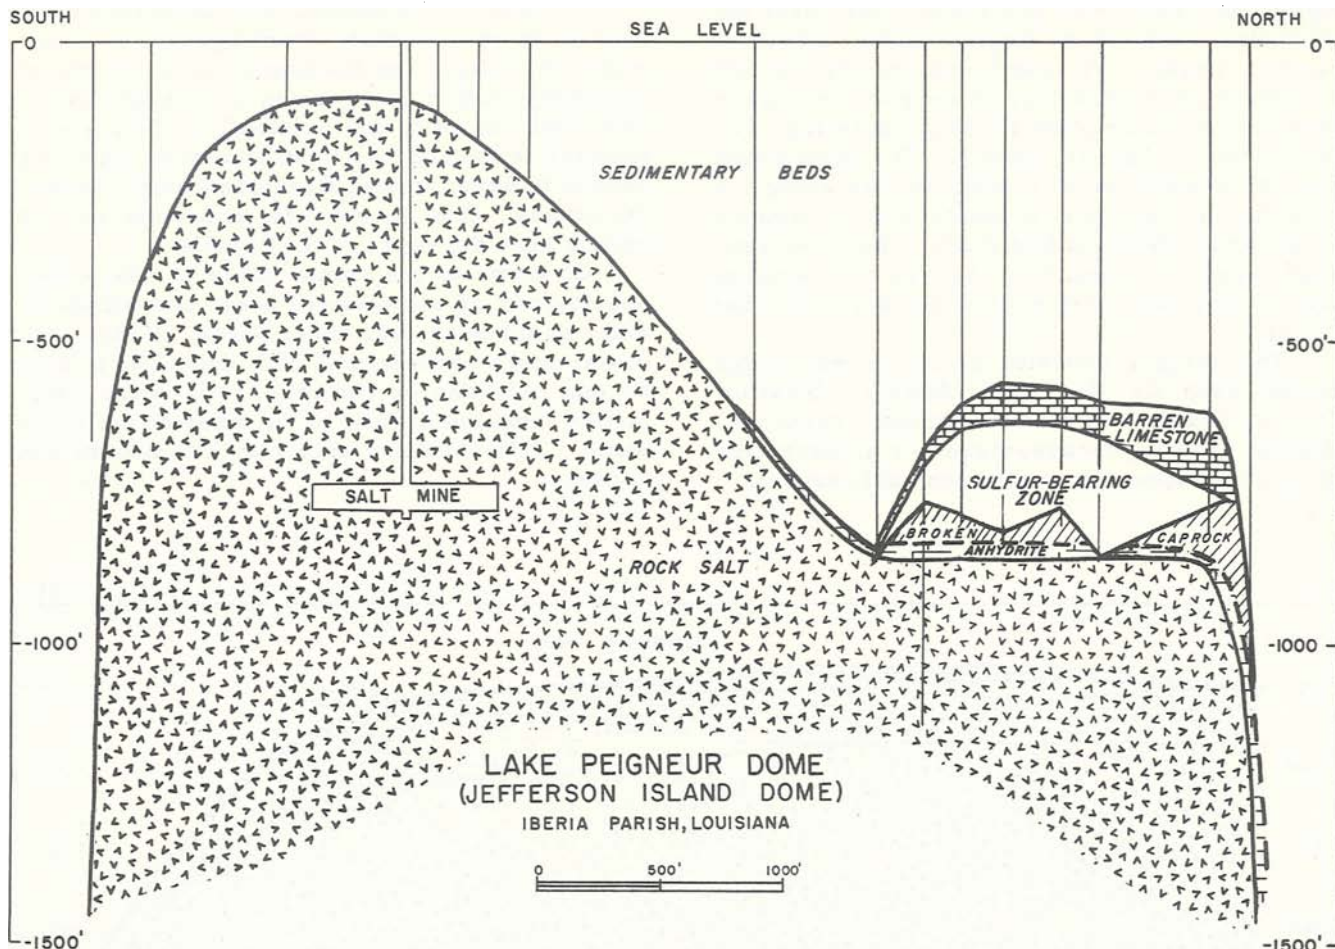 SOUTH
NORTH
SEA LEVEL
0
0
SEDIMENTARY BEDS
-500'
-500'
BARREN
LIMESTONE
SULFUR-BEARING
ZONE
SALT MINE
BROKEN
CAPROCK
ANHYDRITE
ROCK SALT
-1000'
-1000
LAKE PEIGNEUR DOME
(JEFFERSON ISLAND DOME)
IBERIA PARISH, LOUISIANA
0 500' 1000'
-1500'
-1500'